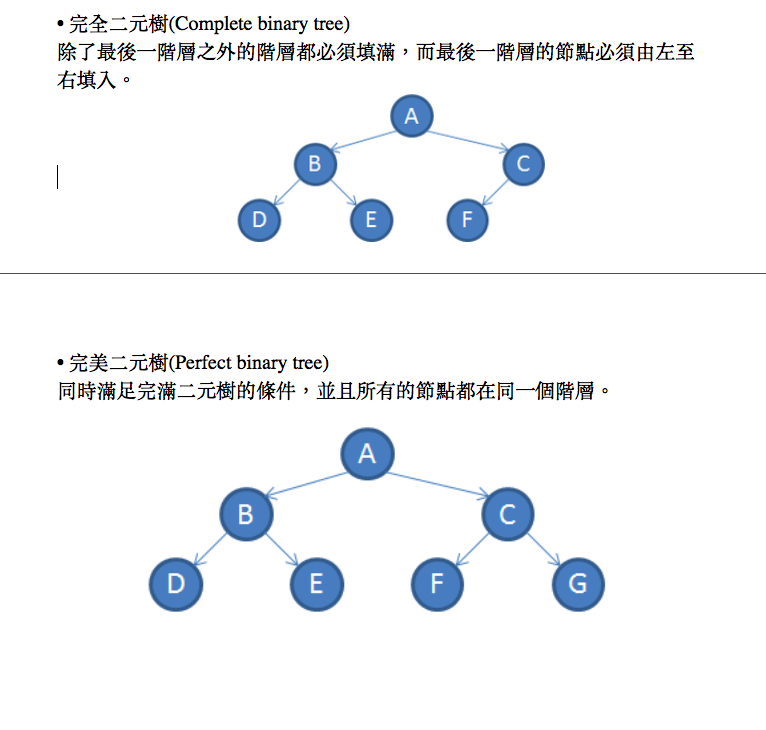 • 完全二元樹(Complete binary tree)
除了最後一階層之外的階層都必須填滿，而最後一階層的節點必須由左至
右填入。
A
B
C
D
E
F
• 完美二元樹(Perfect binary tree)
同時滿足完滿二元樹的條件，並且所有的節點都在同一個階層。
A
B
C
D
E
F
G